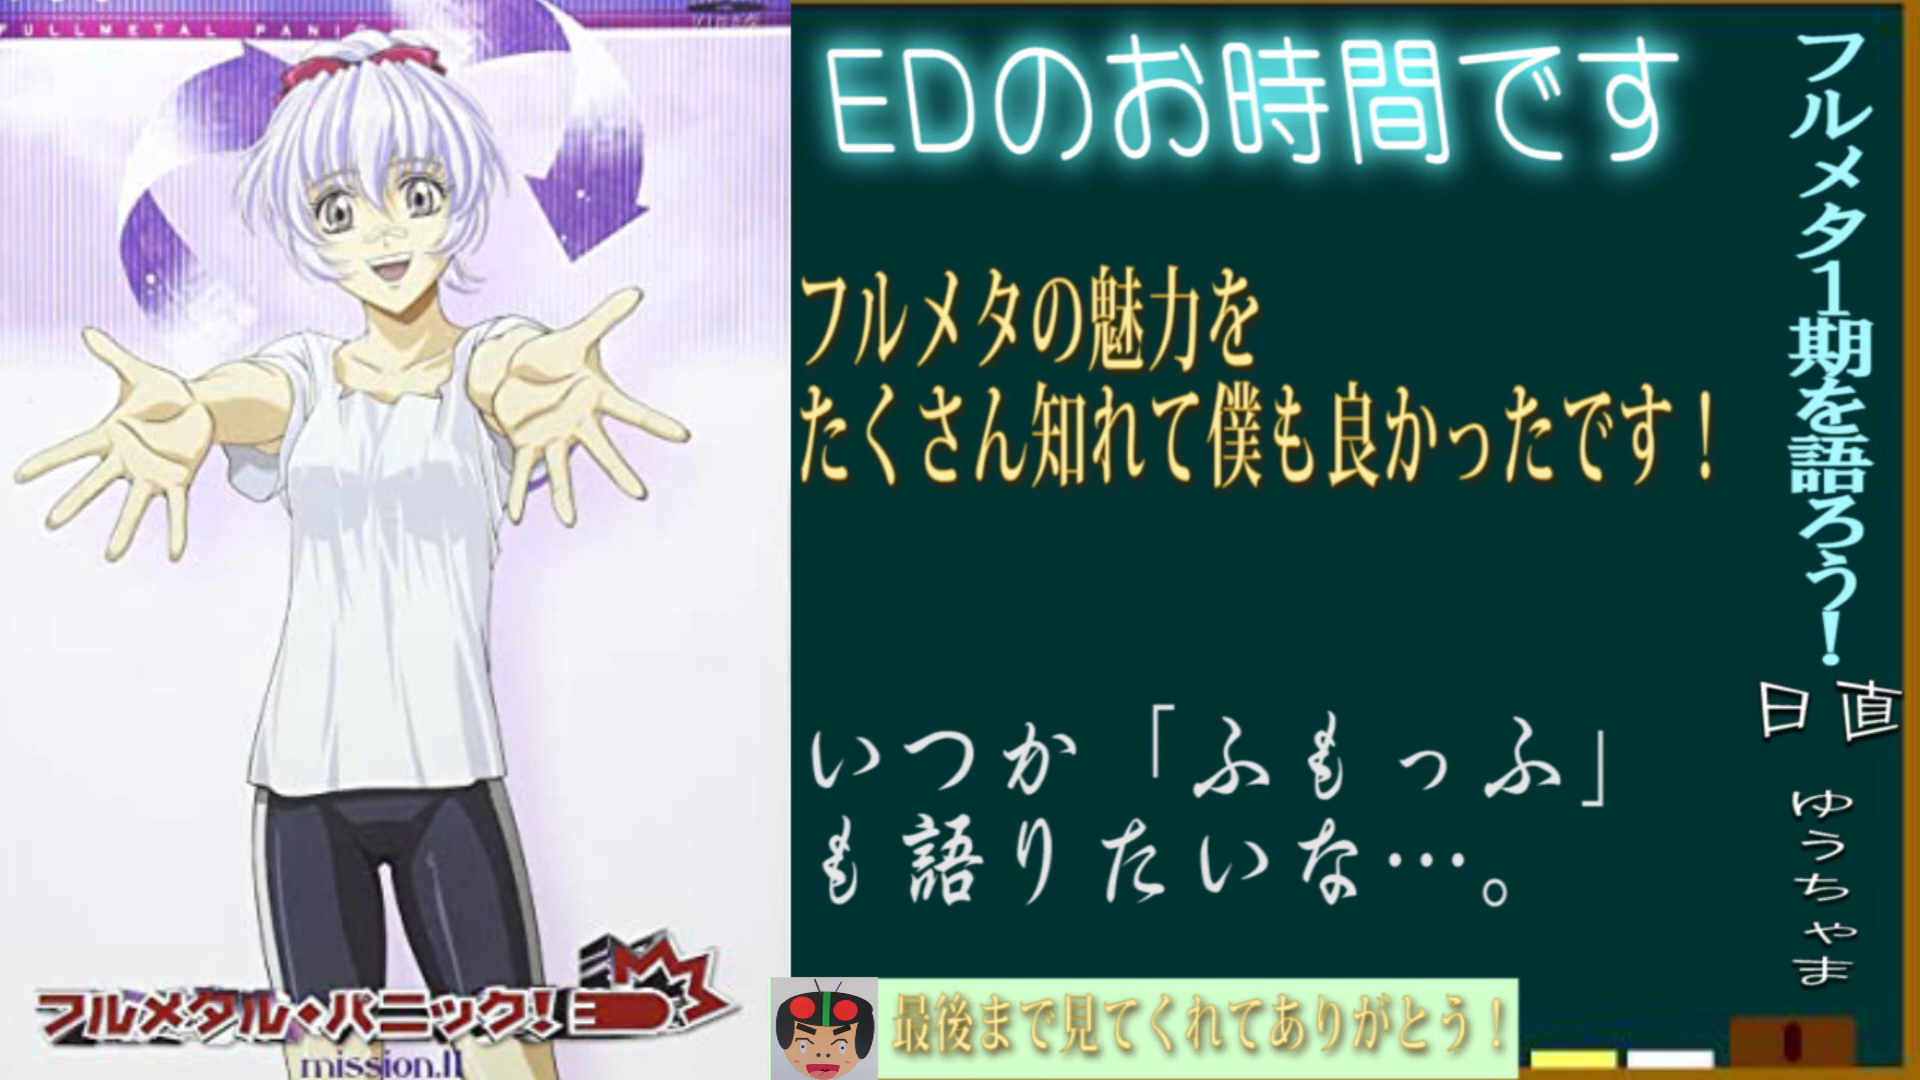 FULLMETAL PANIC
EDのお時間です
フルメタの魅力を
たくさん知れて僕も良かったです！
いつか「ふもっふ」
も語りたいな…。
フルメタ1期を語ろう！
日直
ゆうちゃま
フルメタル・パニック!
mission.11
最後まで見てくれてありがとう！